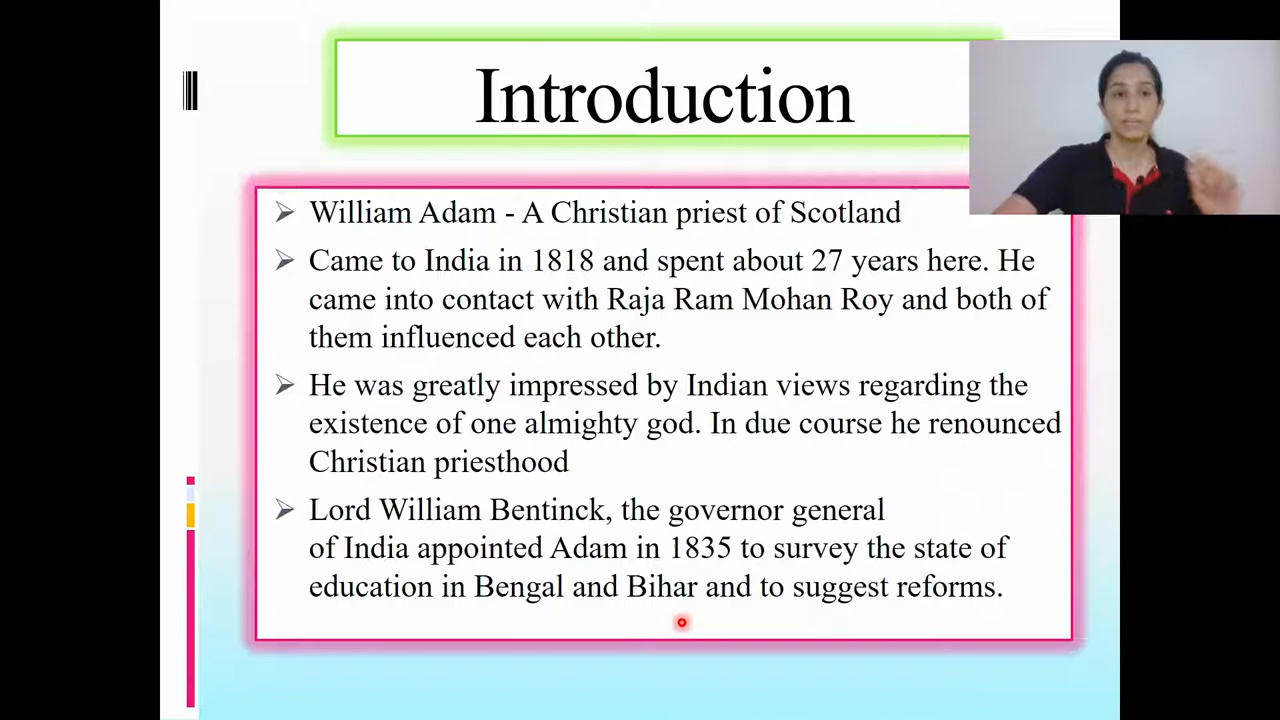 Introduction
William Adam - A Christian priest of Scotland
Came to India in 1818 and spent about 27 years here. He
came into contact with Raja Ram Mohan Roy and both of
them influenced each other.
He was greatly impressed by Indian views regarding the
existence of one almighty god. In due course he renounced
Christian priesthood
Lord William Bentinck, the governor general
of India appointed Adam in 1835 to survey the state of
education in Bengal and Bihar and to suggest reforms.